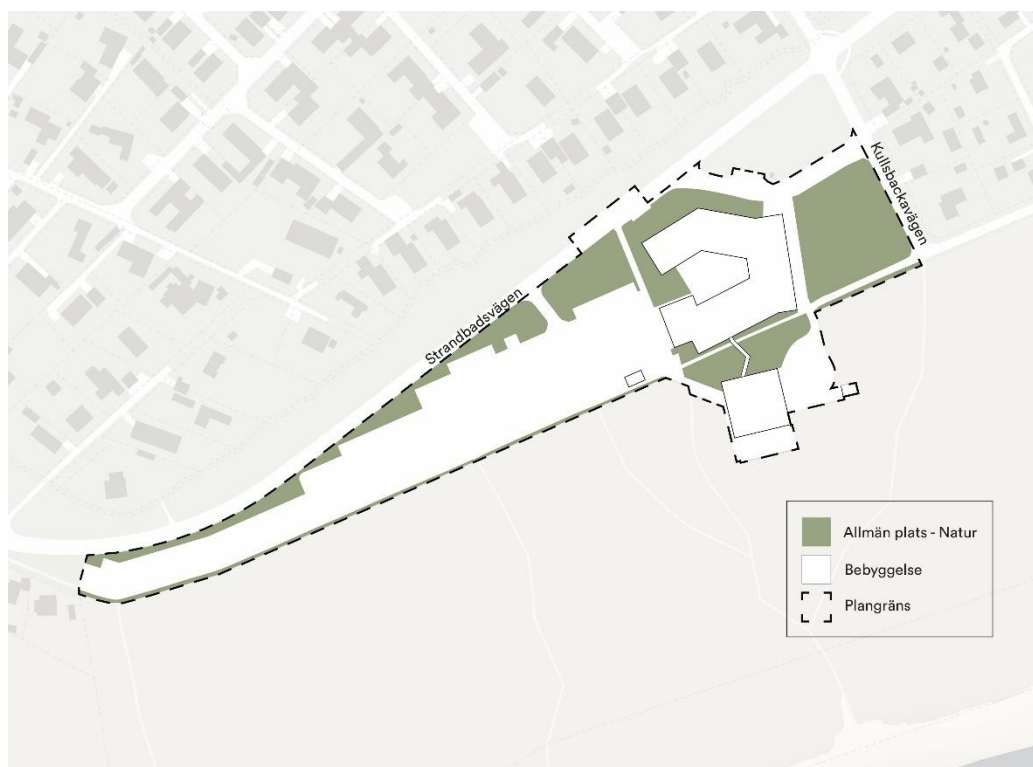 Kullsbackavägen
Strandbadsvägen
Allmän plats - Natur
Bebyggelse
Plangräns